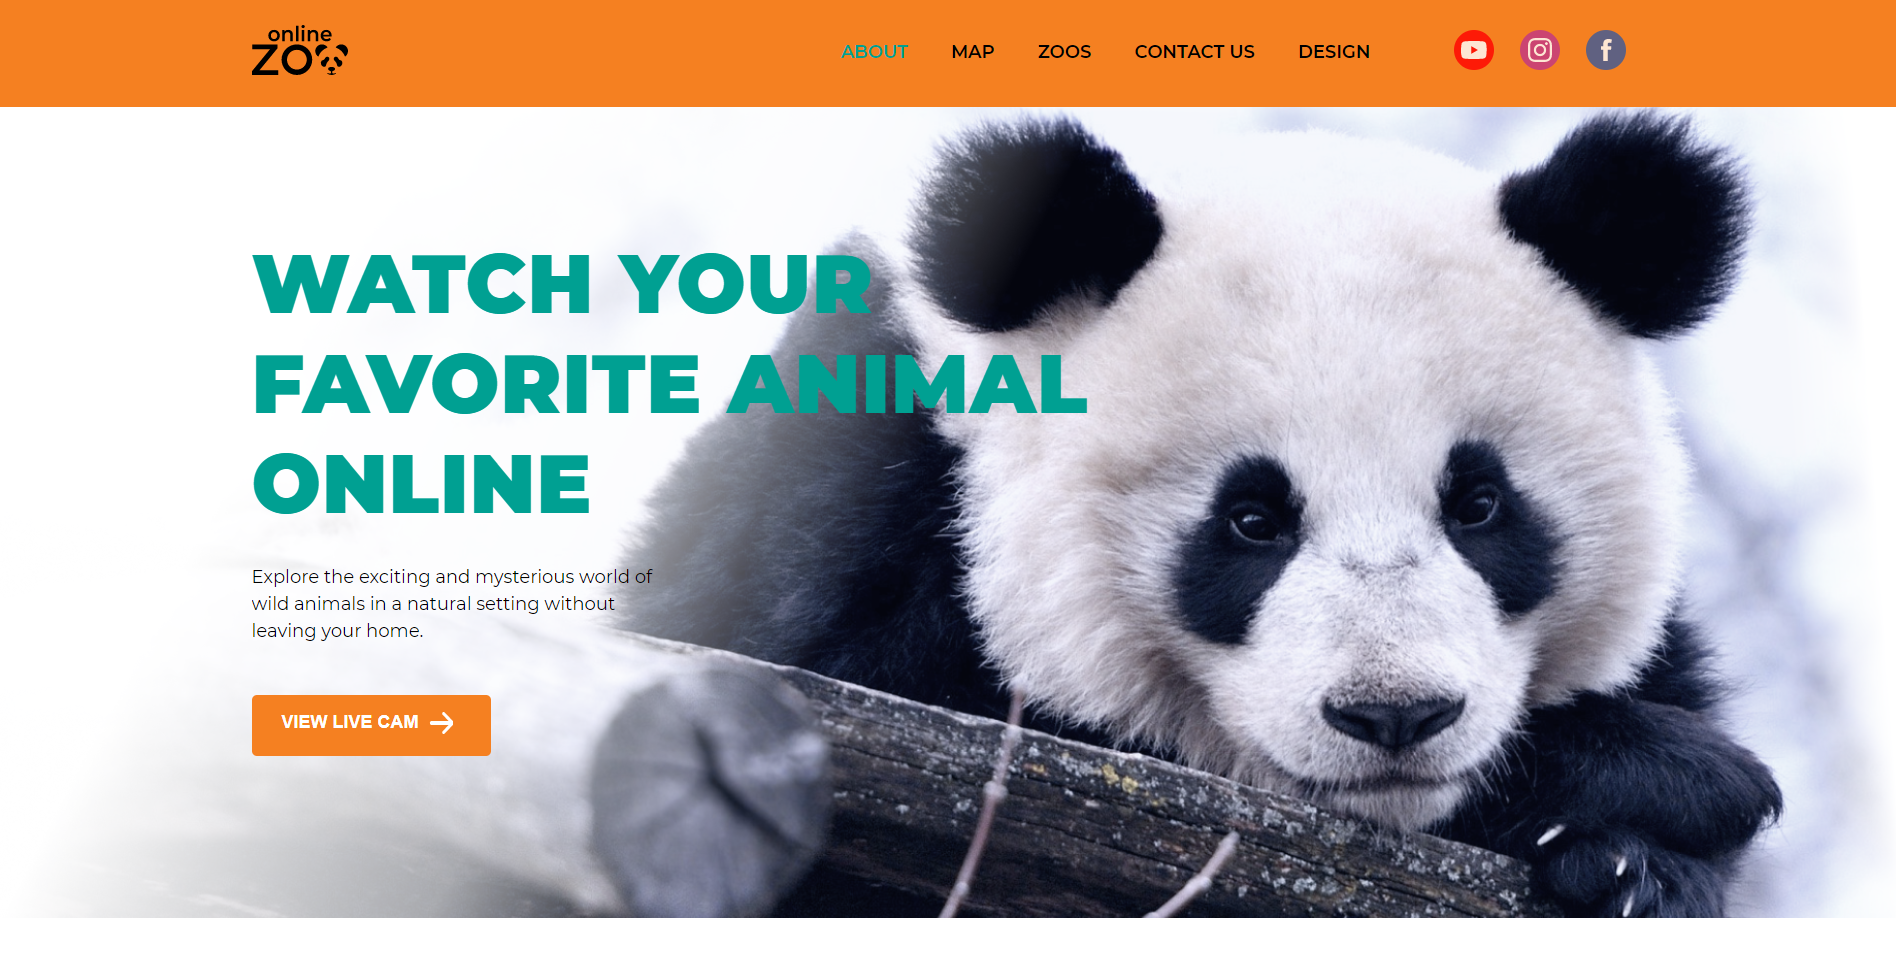 online
ZOO
ABOUT
MAP
ZOOS
CONTACT US
DESIGN
WATCH YOUR
FAVORITE ANIMAL
ONLINE
Explore the exciting and mysterious world of
wild animals in a natural setting without
leaving your home.
VIEW LIVE CAM